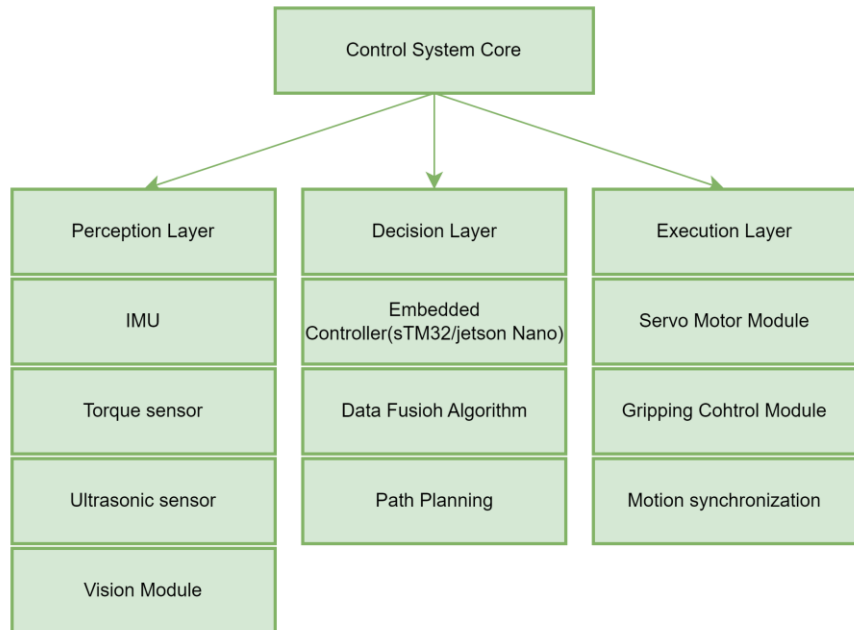 Control System Core
Perception Layer
IMU
Torque sensor
Ultrasonic sensor
Vision Module
Decision Layer
Embedded
Controller(sTM32/jetson Nano)
Data Fusioh Algorithm
Path Planning
Execution Layer
Servo Motor Module
Gripping Cohtrol Module
Motion synchronization